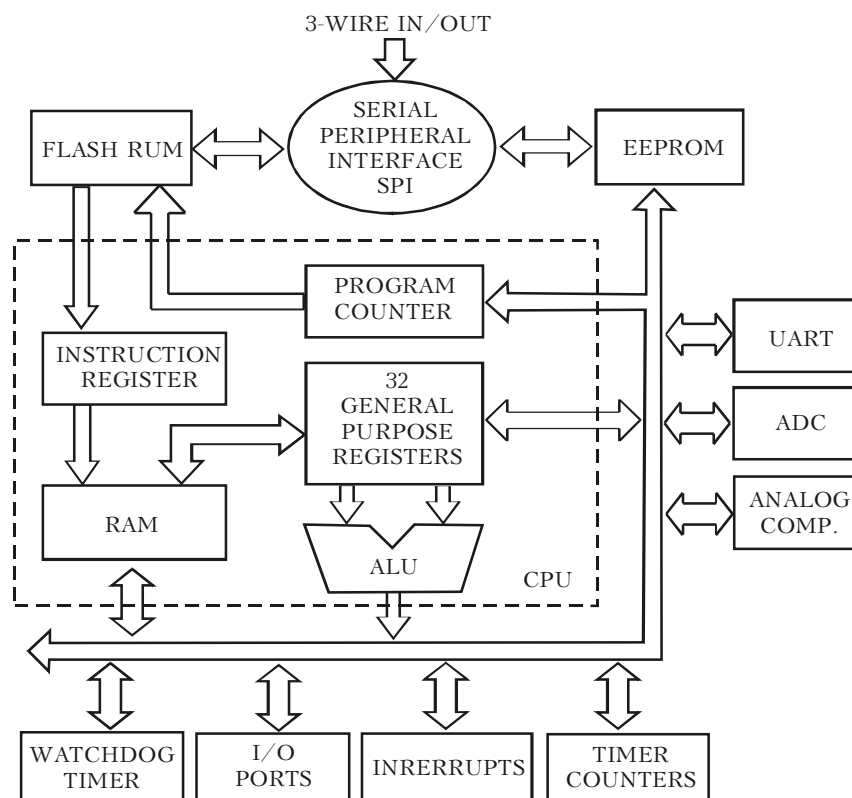 3-WIRE IN/OUT
SERIAL
PERIPHERAL
INTERFACE
SPI
FLASH RUM
EEPROM
PROGRAM
COUNTER
INSTRUCTION
REGISTER
32
GENERAL
PURPOSE
REGISTERS
UART
ADC
RAM
ANALOG
COMP.
ALU
CPU
WATCHDOG
TIMER
I/O
PORTS
INRERRUPTS
TIMER
COUNTERS